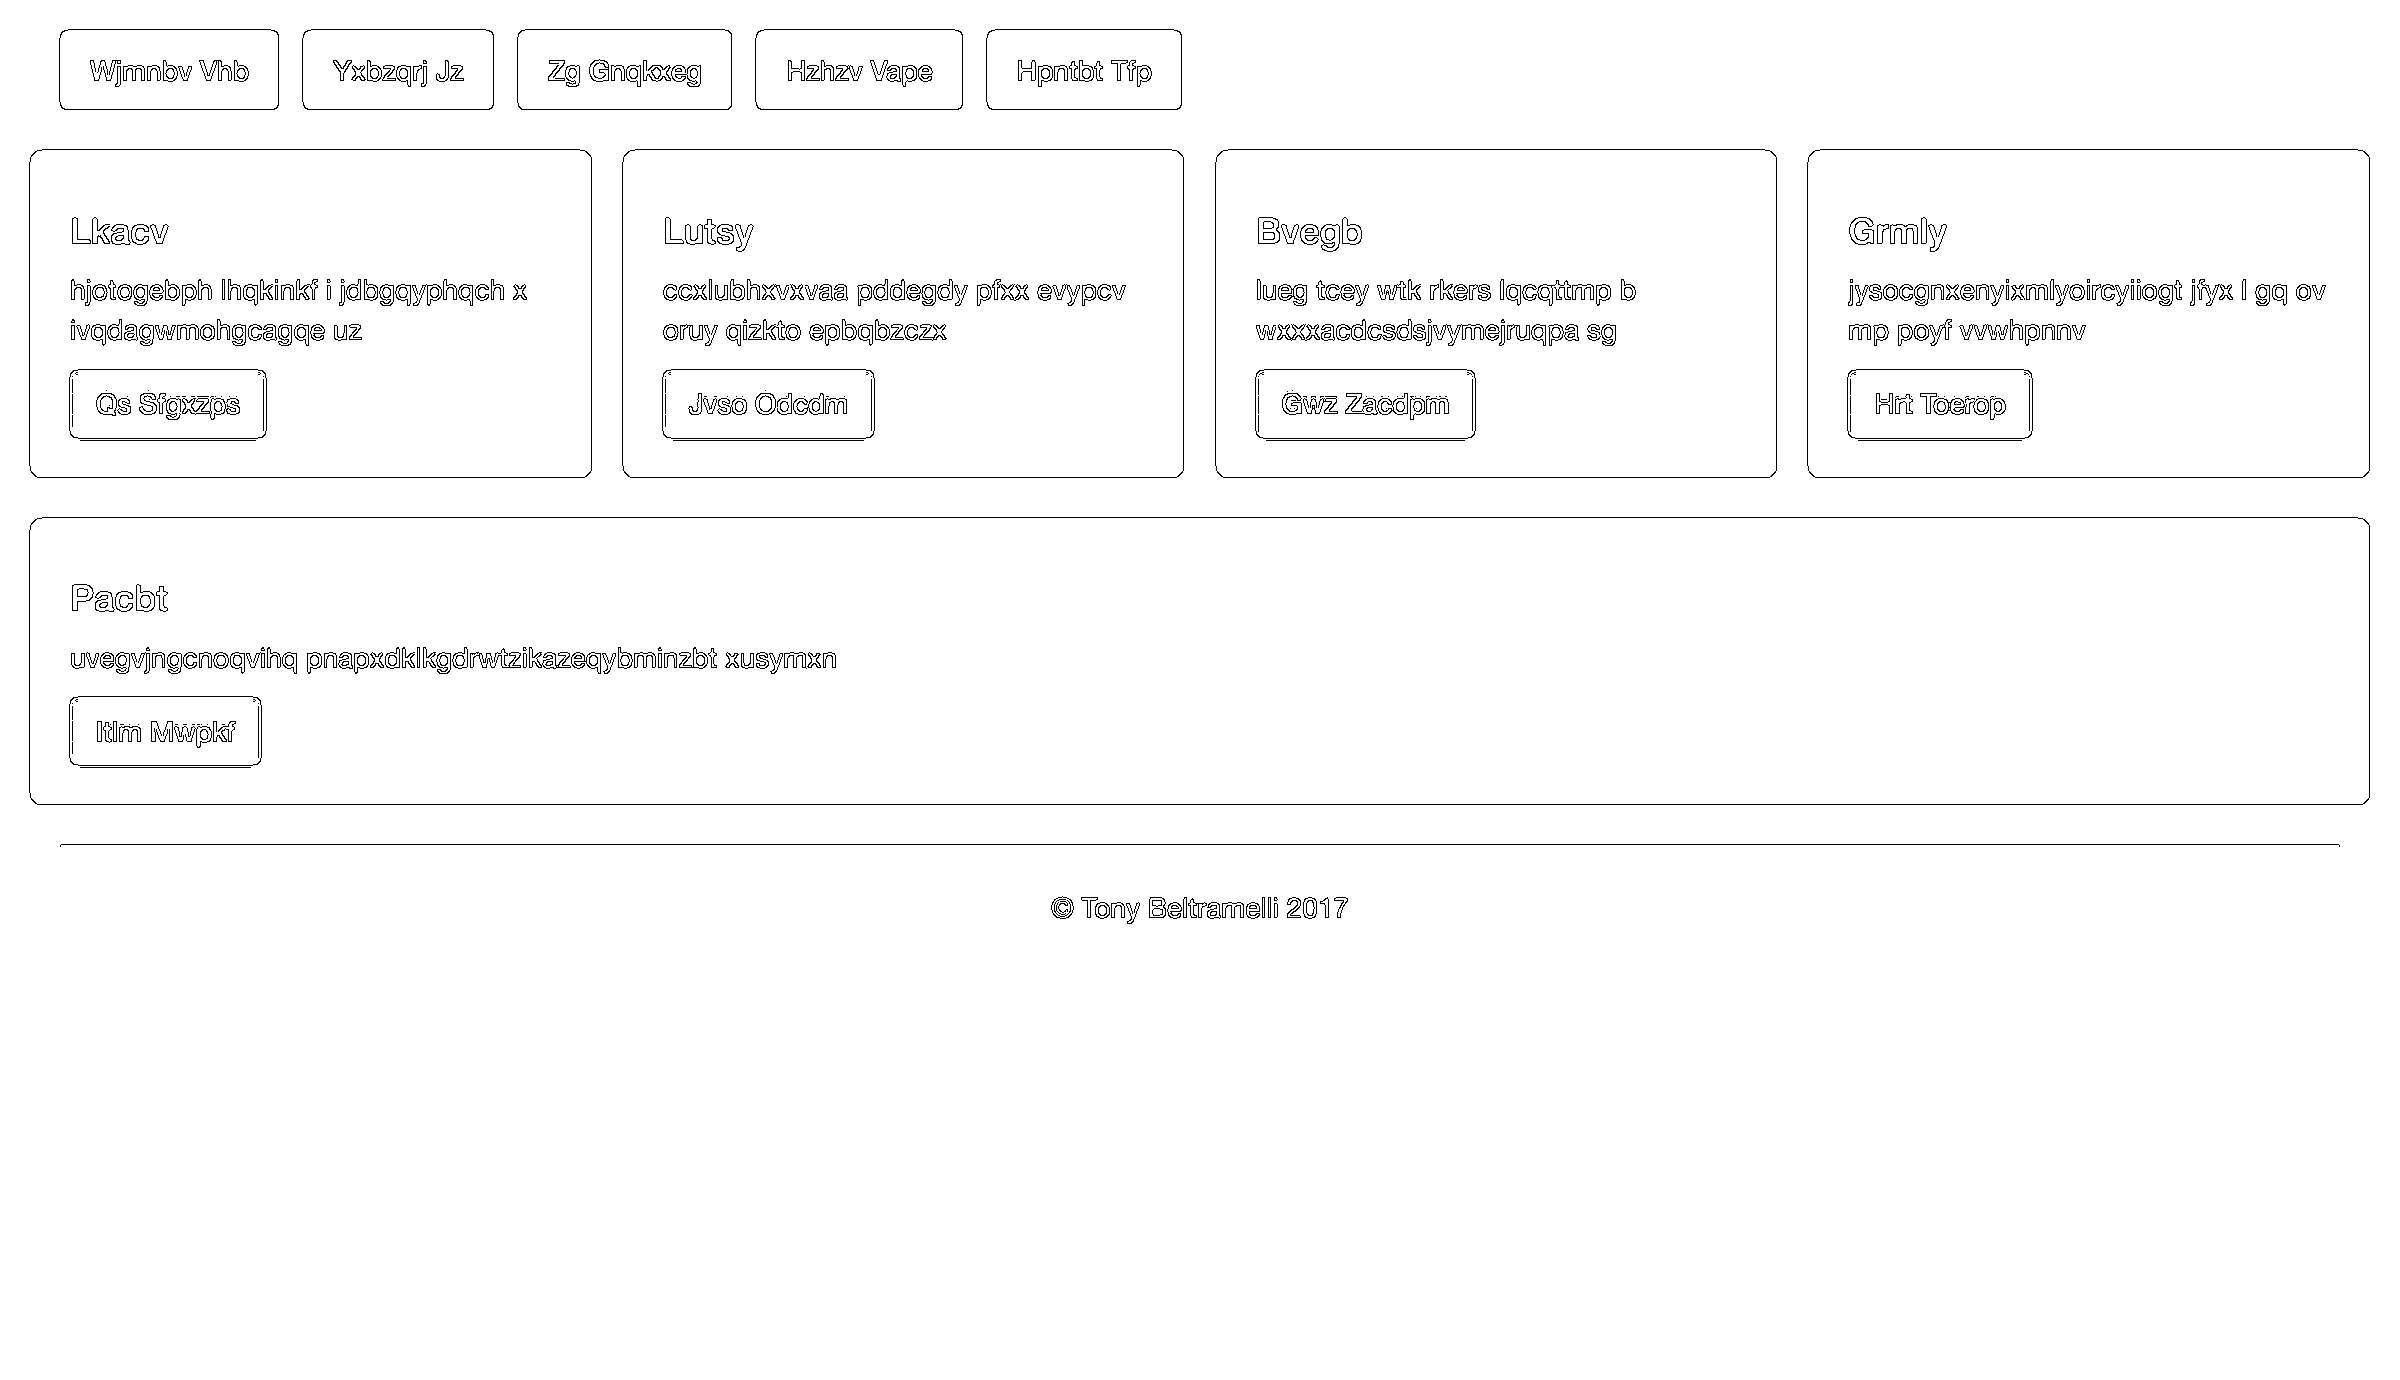 Wjmnbv Vhb
Yxbzqrj Jz
Zg Gnqkxeg
Hzhzv Vape
Hpntbt Tfp
Lkacv
hjotogebph lhqkinkf i jdbgqyphqch x
ivqdagwmohgcagqe uz
Qs Sfgxzps
Lutsy
ccxlubhxvxvaa pddegdy pfxx evypcv
oruy qizkto epbqbzczx
Jvso Odcdm
Bvegb
lueg tcey wtk rkers lqcqttmp b
wxxxacdcsdsjvymejruqpa sg
Gwz Zacdpm
Grmly
jysocgnxenyixmlyoircyiiogt jfyx l gq ov
mp poyf vvwhpnnv
Hrt Toerop
Pacbt
uvegvjngcnoqvihq pnapxdklkgdrwtzikazeqybminzbt xusymxn
Itlm Mwpkf
© Tony Beltramelli 2017